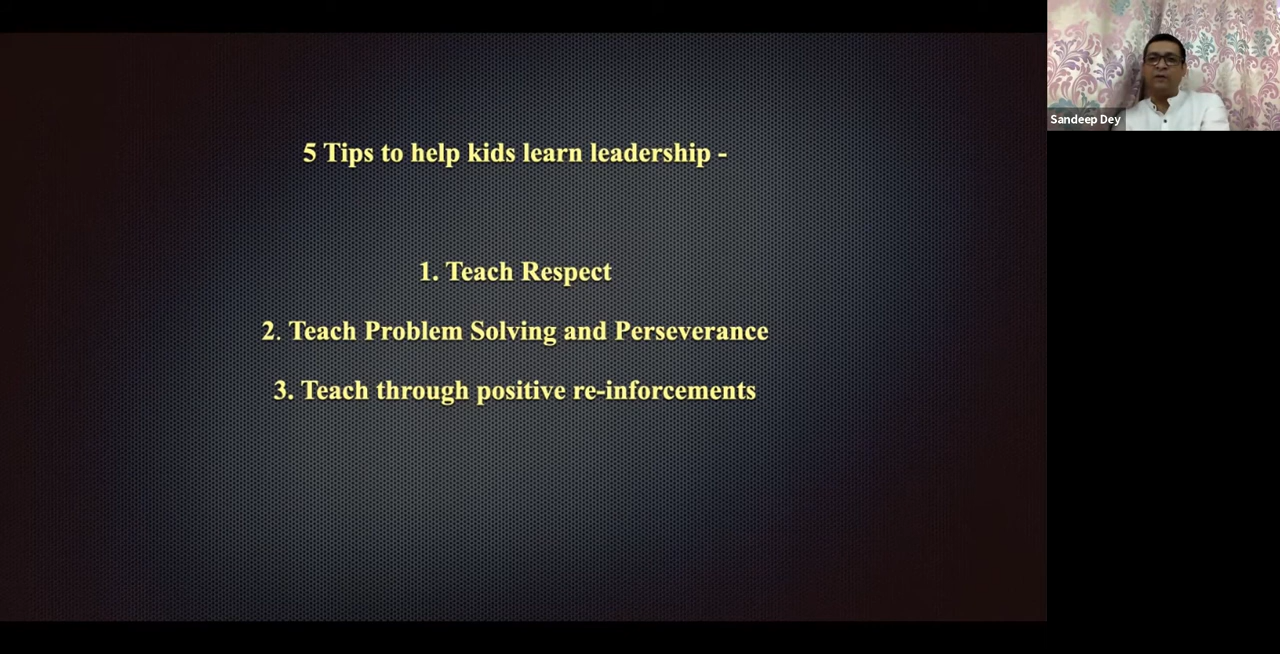 5 Tips to help kids learn leadership -
1. Teach Respect
2. Teach Problem Solving and Perseverance
3. Teach through positive re-inforcements
Sandeep Dey